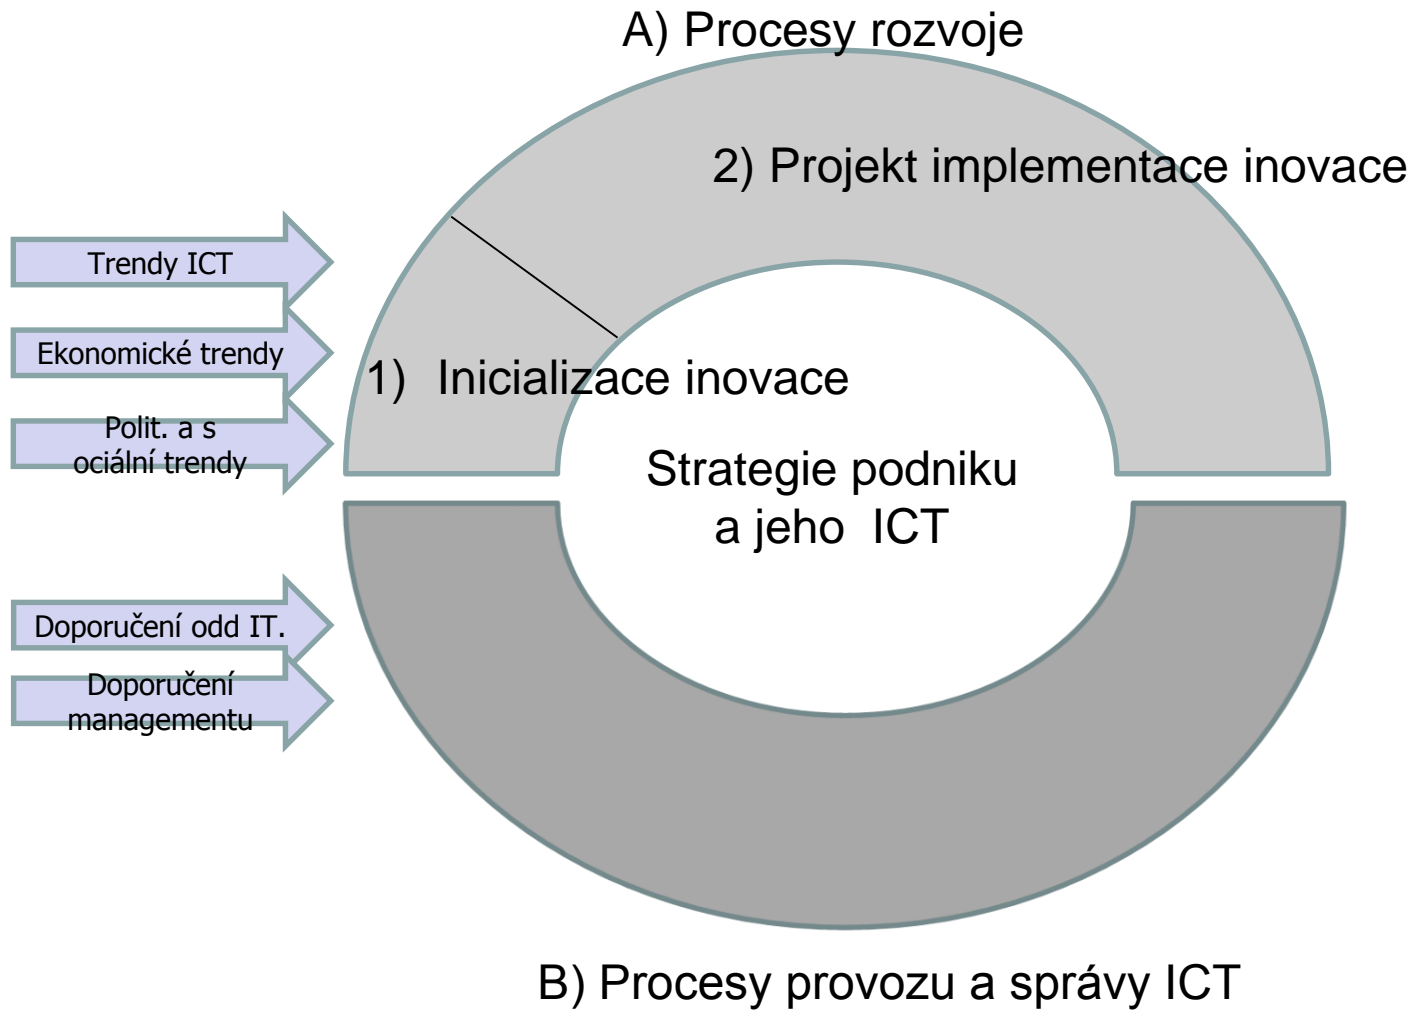 A) Procesy rozvoje
2) Projekt implementace inovace
Trendy ICT
Ekonomické trendy
1) Inicializace inovace
Polit. a s
ociální trendy
Strategie podniku
a jeho ICT
Doporučení odd IT.
Doporučení
managementu
B) Procesy provozu a správy ICT